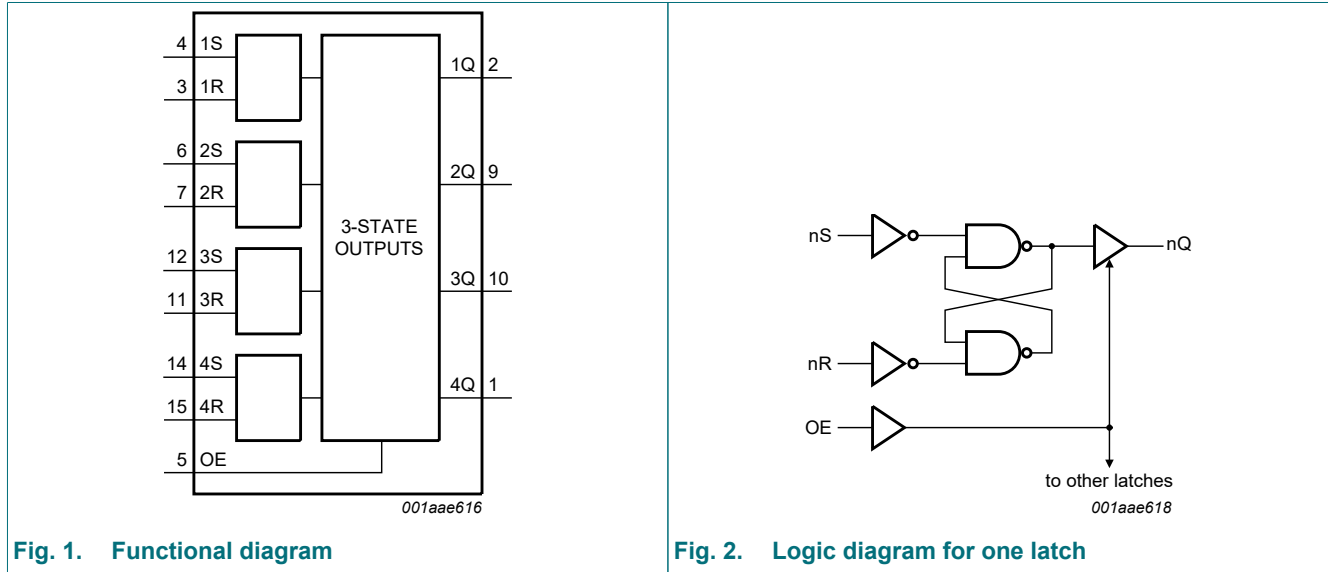 4 1S
3 1R
1Q 2
6 2S
7 2R
2Q 9
3-STATE
OUTPUTS
12 3S
11 3R
3Q 10
14 4S
15 4R
4Q 1
5 OE
001aae616
Fig. 1. Functional diagram
nS
nQ
nR
OE
to other latches
001aae618
Fig. 2. Logic diagram for one latch